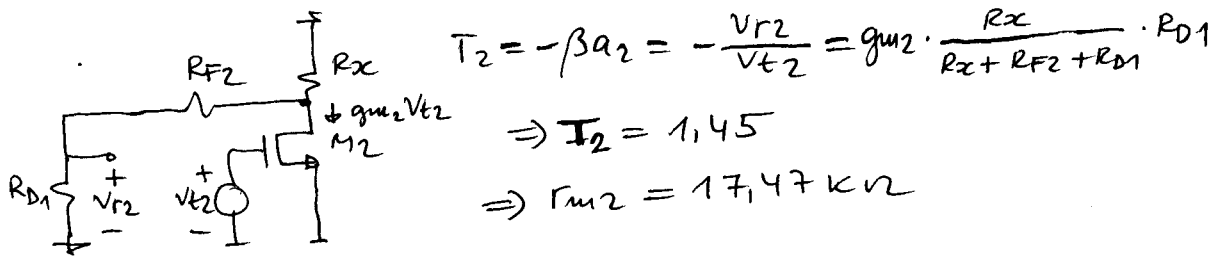 T2 = -βa2 = - Vr2/Vt2 = gm2 · Rx/(Rx + RF2 + RD1) · RD1
RF2
Rx
↓ gm2Vt2
M2
⇒ T2 = 1,45
RD1
+ Vr2 -
+ Vt2 -
⇒ rm2 = 17,47 kΩ